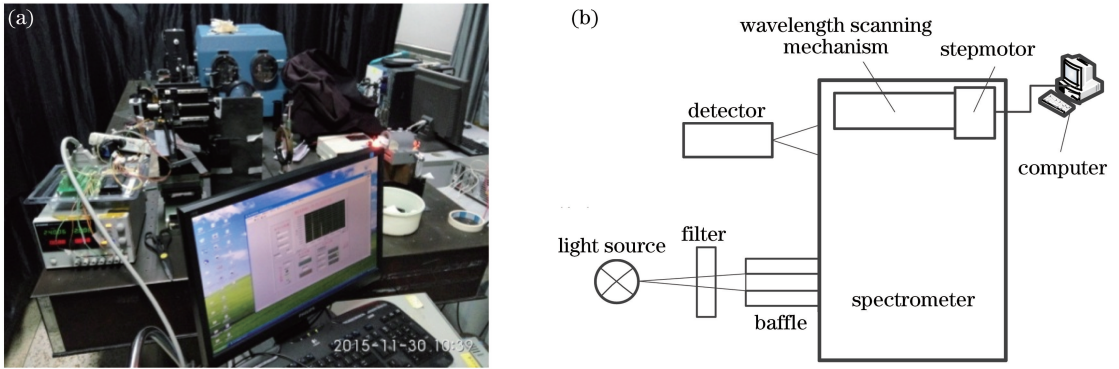 (a)
2015-11-30 10:39
(b)
wavelength scanning
mechanism
stepmotor
detector
computer
light source
filter
baffle
spectrometer